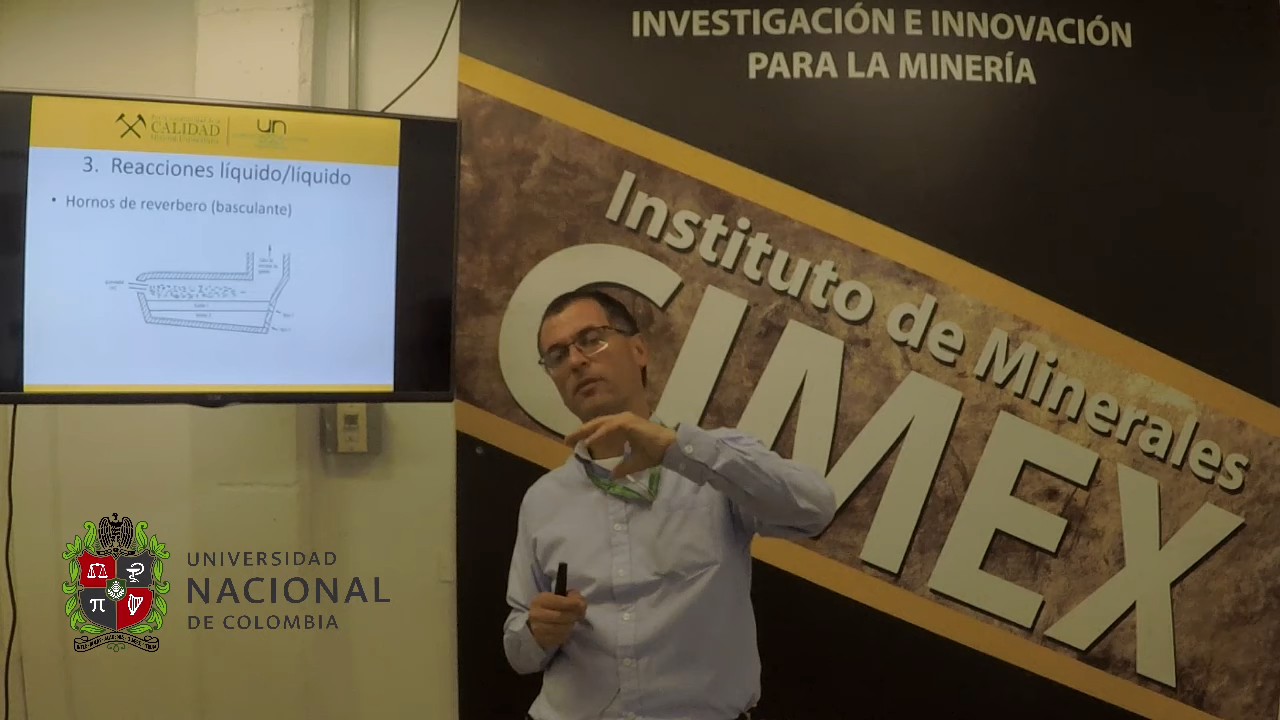 INVESTIGACIÓN E INNOVACIÓN
PARA LA MINERÍA
CALIDAD
un
3. Reacciones líquido/líquido
• Hornos de reverbero (basculante)
Instituto de Minerales
CIMEX
UNIVERSIDAD
NACIONAL
DE COLOMBIA